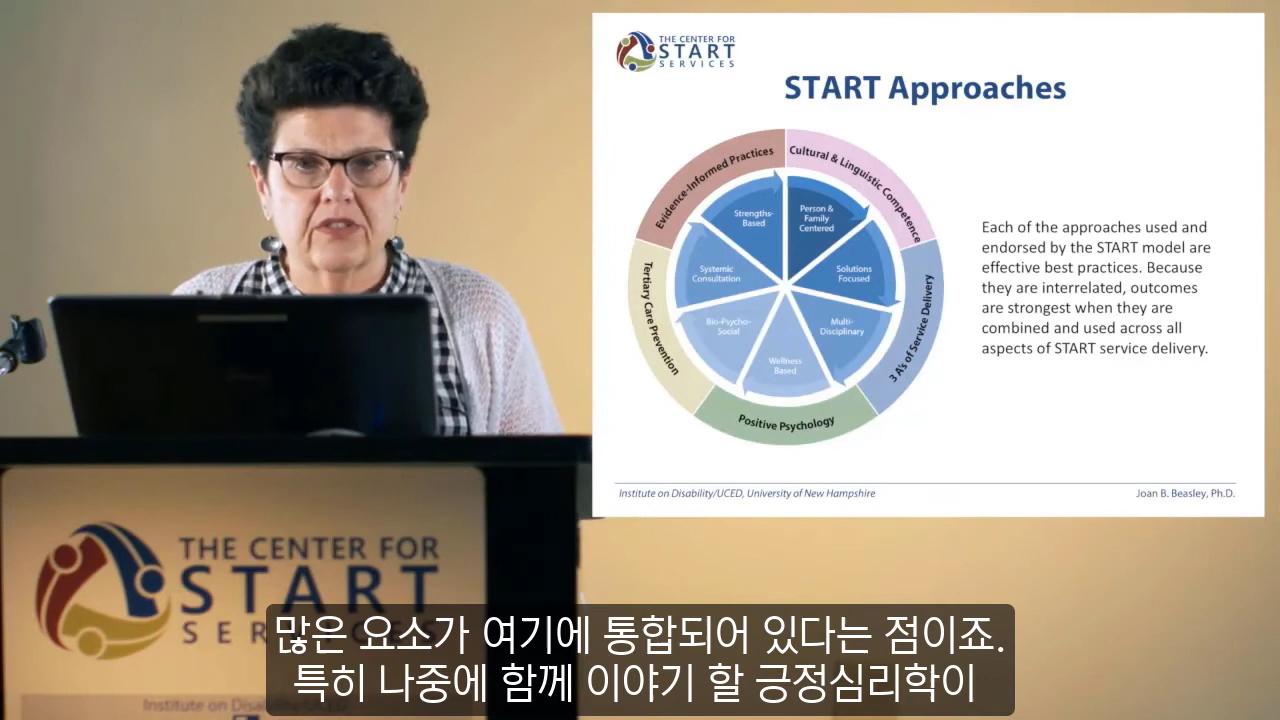 THE CENTER FOR
START
SERVICES
START Approaches
Evidence-Informed Practices
Cultural & Linguistic Competence
3 A's of Service Delivery
Positive Psychology
Tertiary Care Prevention
Strengths-
Based
Person &
Family
Centered
Solutions
Focused
Multi-
Disciplinary
Wellness
Based
Bio-Psycho-
Social
Systemic
Consultation
Each of the approaches used and
endorsed by the START model are
effective best practices. Because
they are interrelated, outcomes
are strongest when they are
combined and used across all
aspects of START service delivery.
Institute on Disability/UCED, University of New Hampshire
Joan B. Beasley, Ph.D.
THE CENTER FOR
START
SER
많은 요소가 여기에 통합되어 있다는 점이죠.
특히 나중에 함께 이야기 할 긍정심리학이
Institute on Disability/UCED